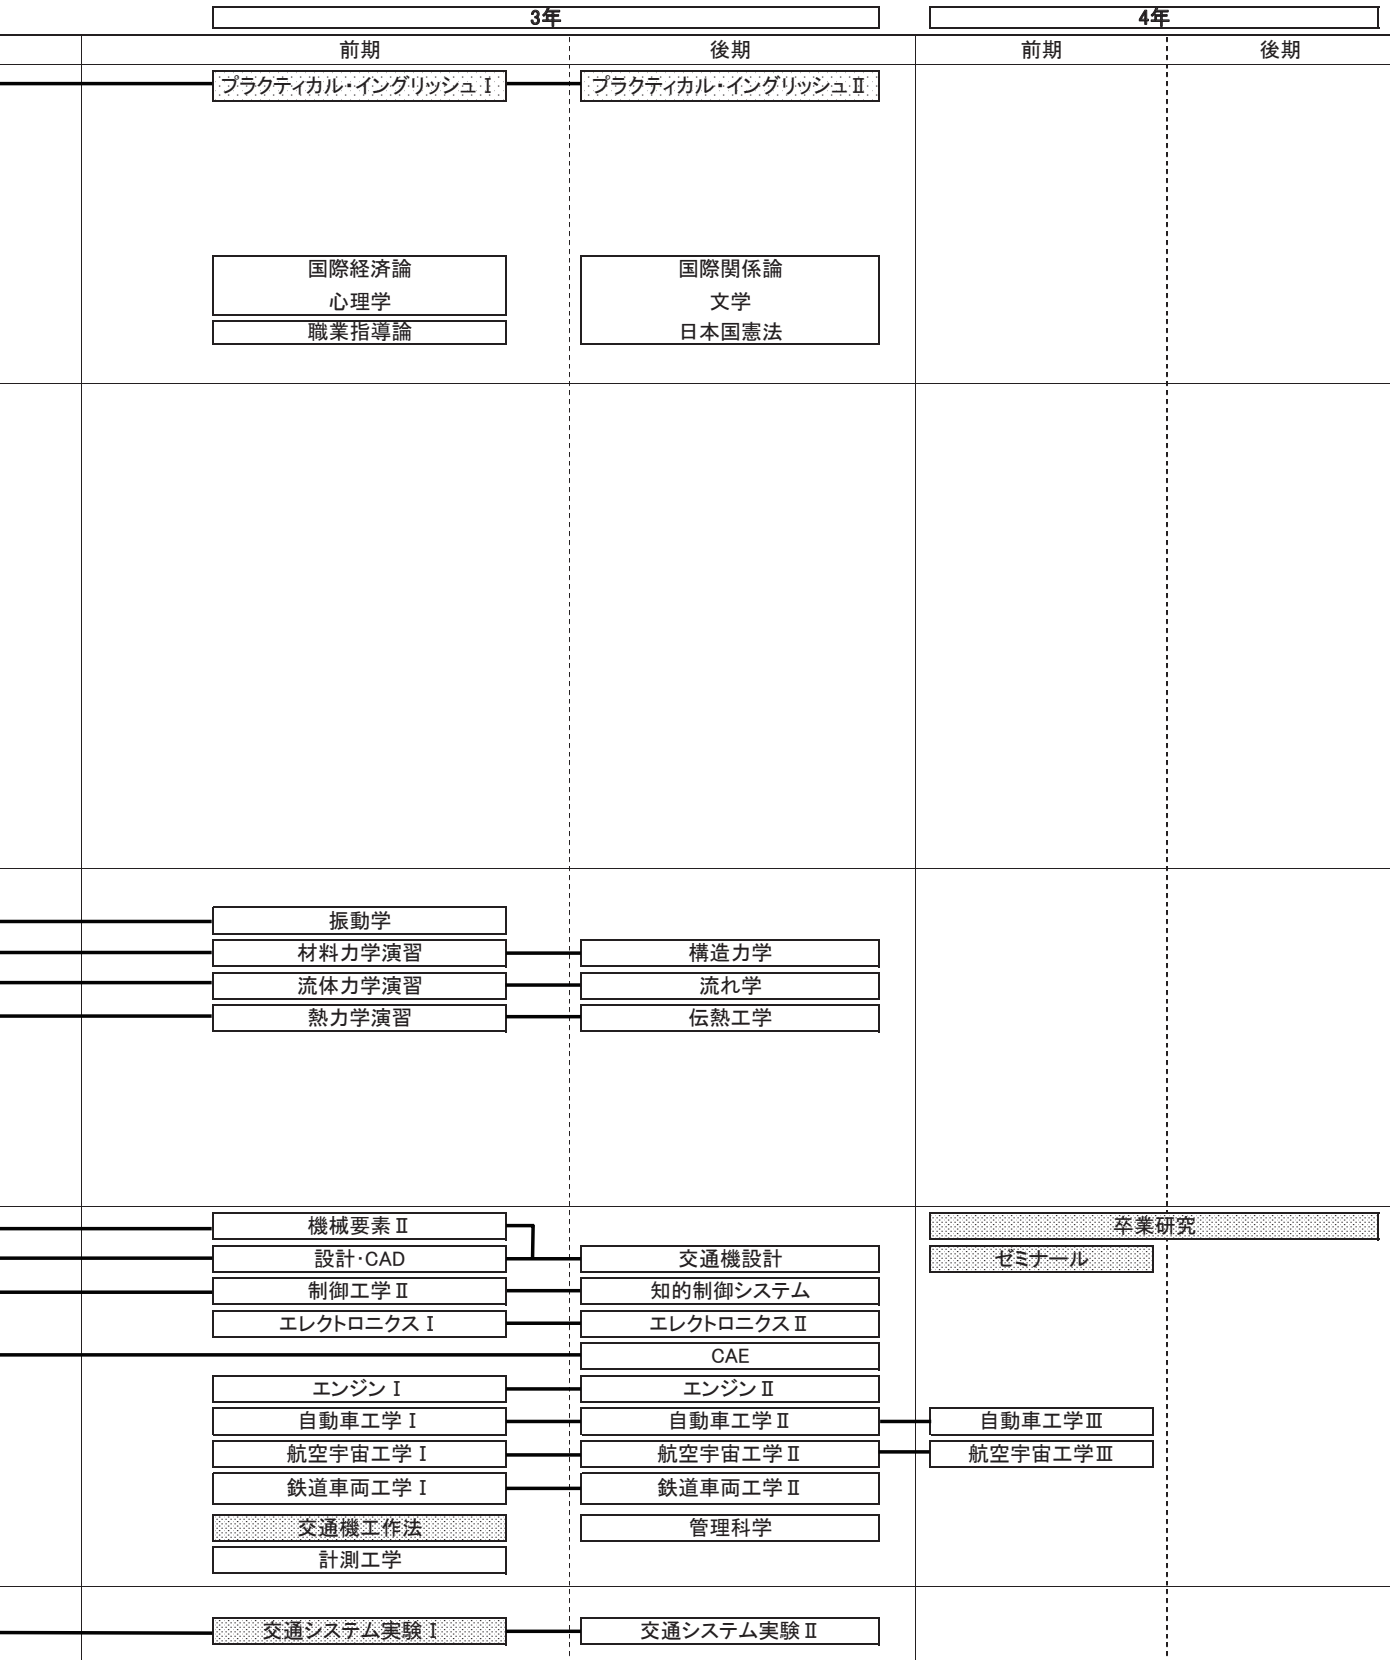 3年 4年
前期 後期 前期 後期
プラクティカル・イングリッシュⅠ プラクティカル・イングリッシュⅡ
国際経済論 国際関係論
心理学 文学
職業指導論 日本国憲法
振動学
材料力学演習 構造力学
流体力学演習 流れ学
熱力学演習 伝熱工学
機械要素Ⅱ 卒業研究
設計・CAD 交通機設計 ゼミナール
制御工学Ⅱ 知的制御システム
エレクトロニクスⅠ エレクトロニクスⅡ
CAE
エンジンⅠ エンジンⅡ
自動車工学Ⅰ 自動車工学Ⅱ 自動車工学Ⅲ
航空宇宙工学Ⅰ 航空宇宙工学Ⅱ 航空宇宙工学Ⅲ
鉄道車両工学Ⅰ 鉄道車両工学Ⅱ
交通機工作法 管理科学
計測工学
交通システム実験Ⅰ 交通システム実験Ⅱ